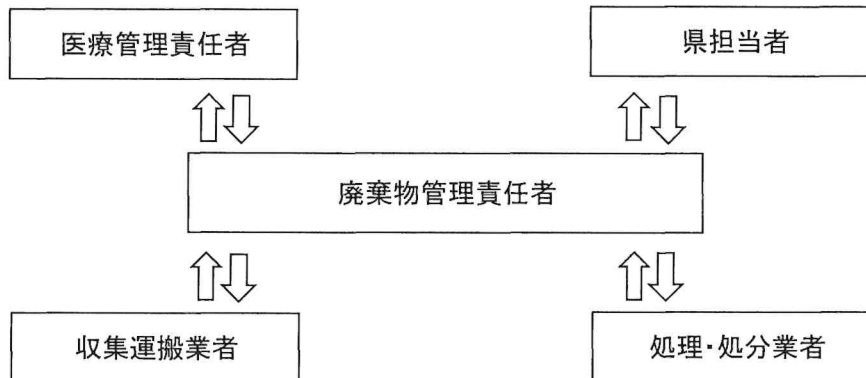 医療管理責任者
県担当者
廃棄物管理責任者
収集運搬業者
処理・処分業者